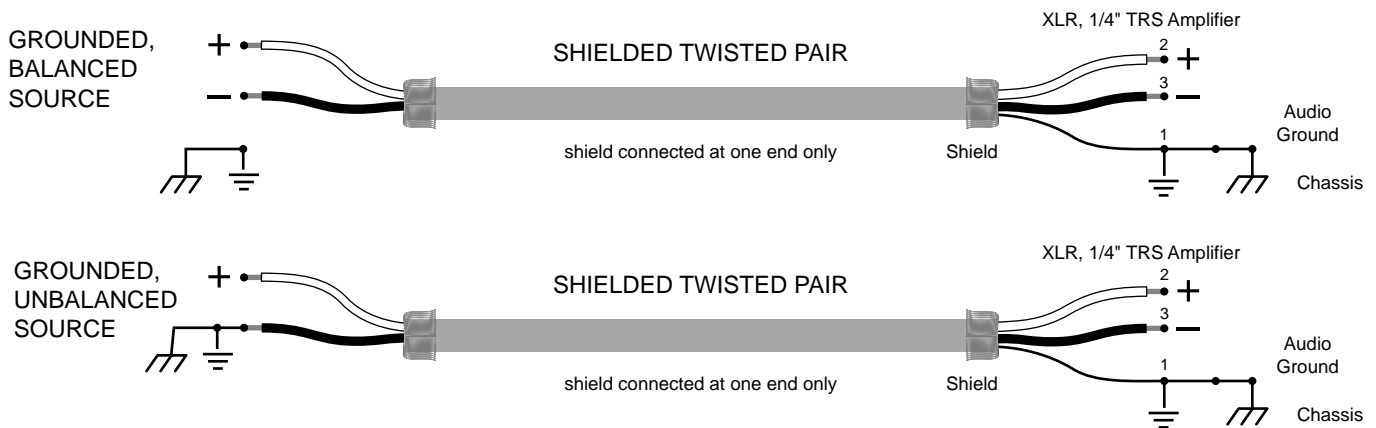 XLR, 1/4" TRS Amplifier
GROUNDED,
BALANCED
SOURCE
+
−
SHIELDED TWISTED PAIR
2
+
3
−
Audio
Ground
shield connected at one end only
Shield
1
Chassis
XLR, 1/4" TRS Amplifier
GROUNDED,
UNBALANCED
SOURCE
+
SHIELDED TWISTED PAIR
2
+
3
−
Audio
Ground
shield connected at one end only
Shield
1
Chassis